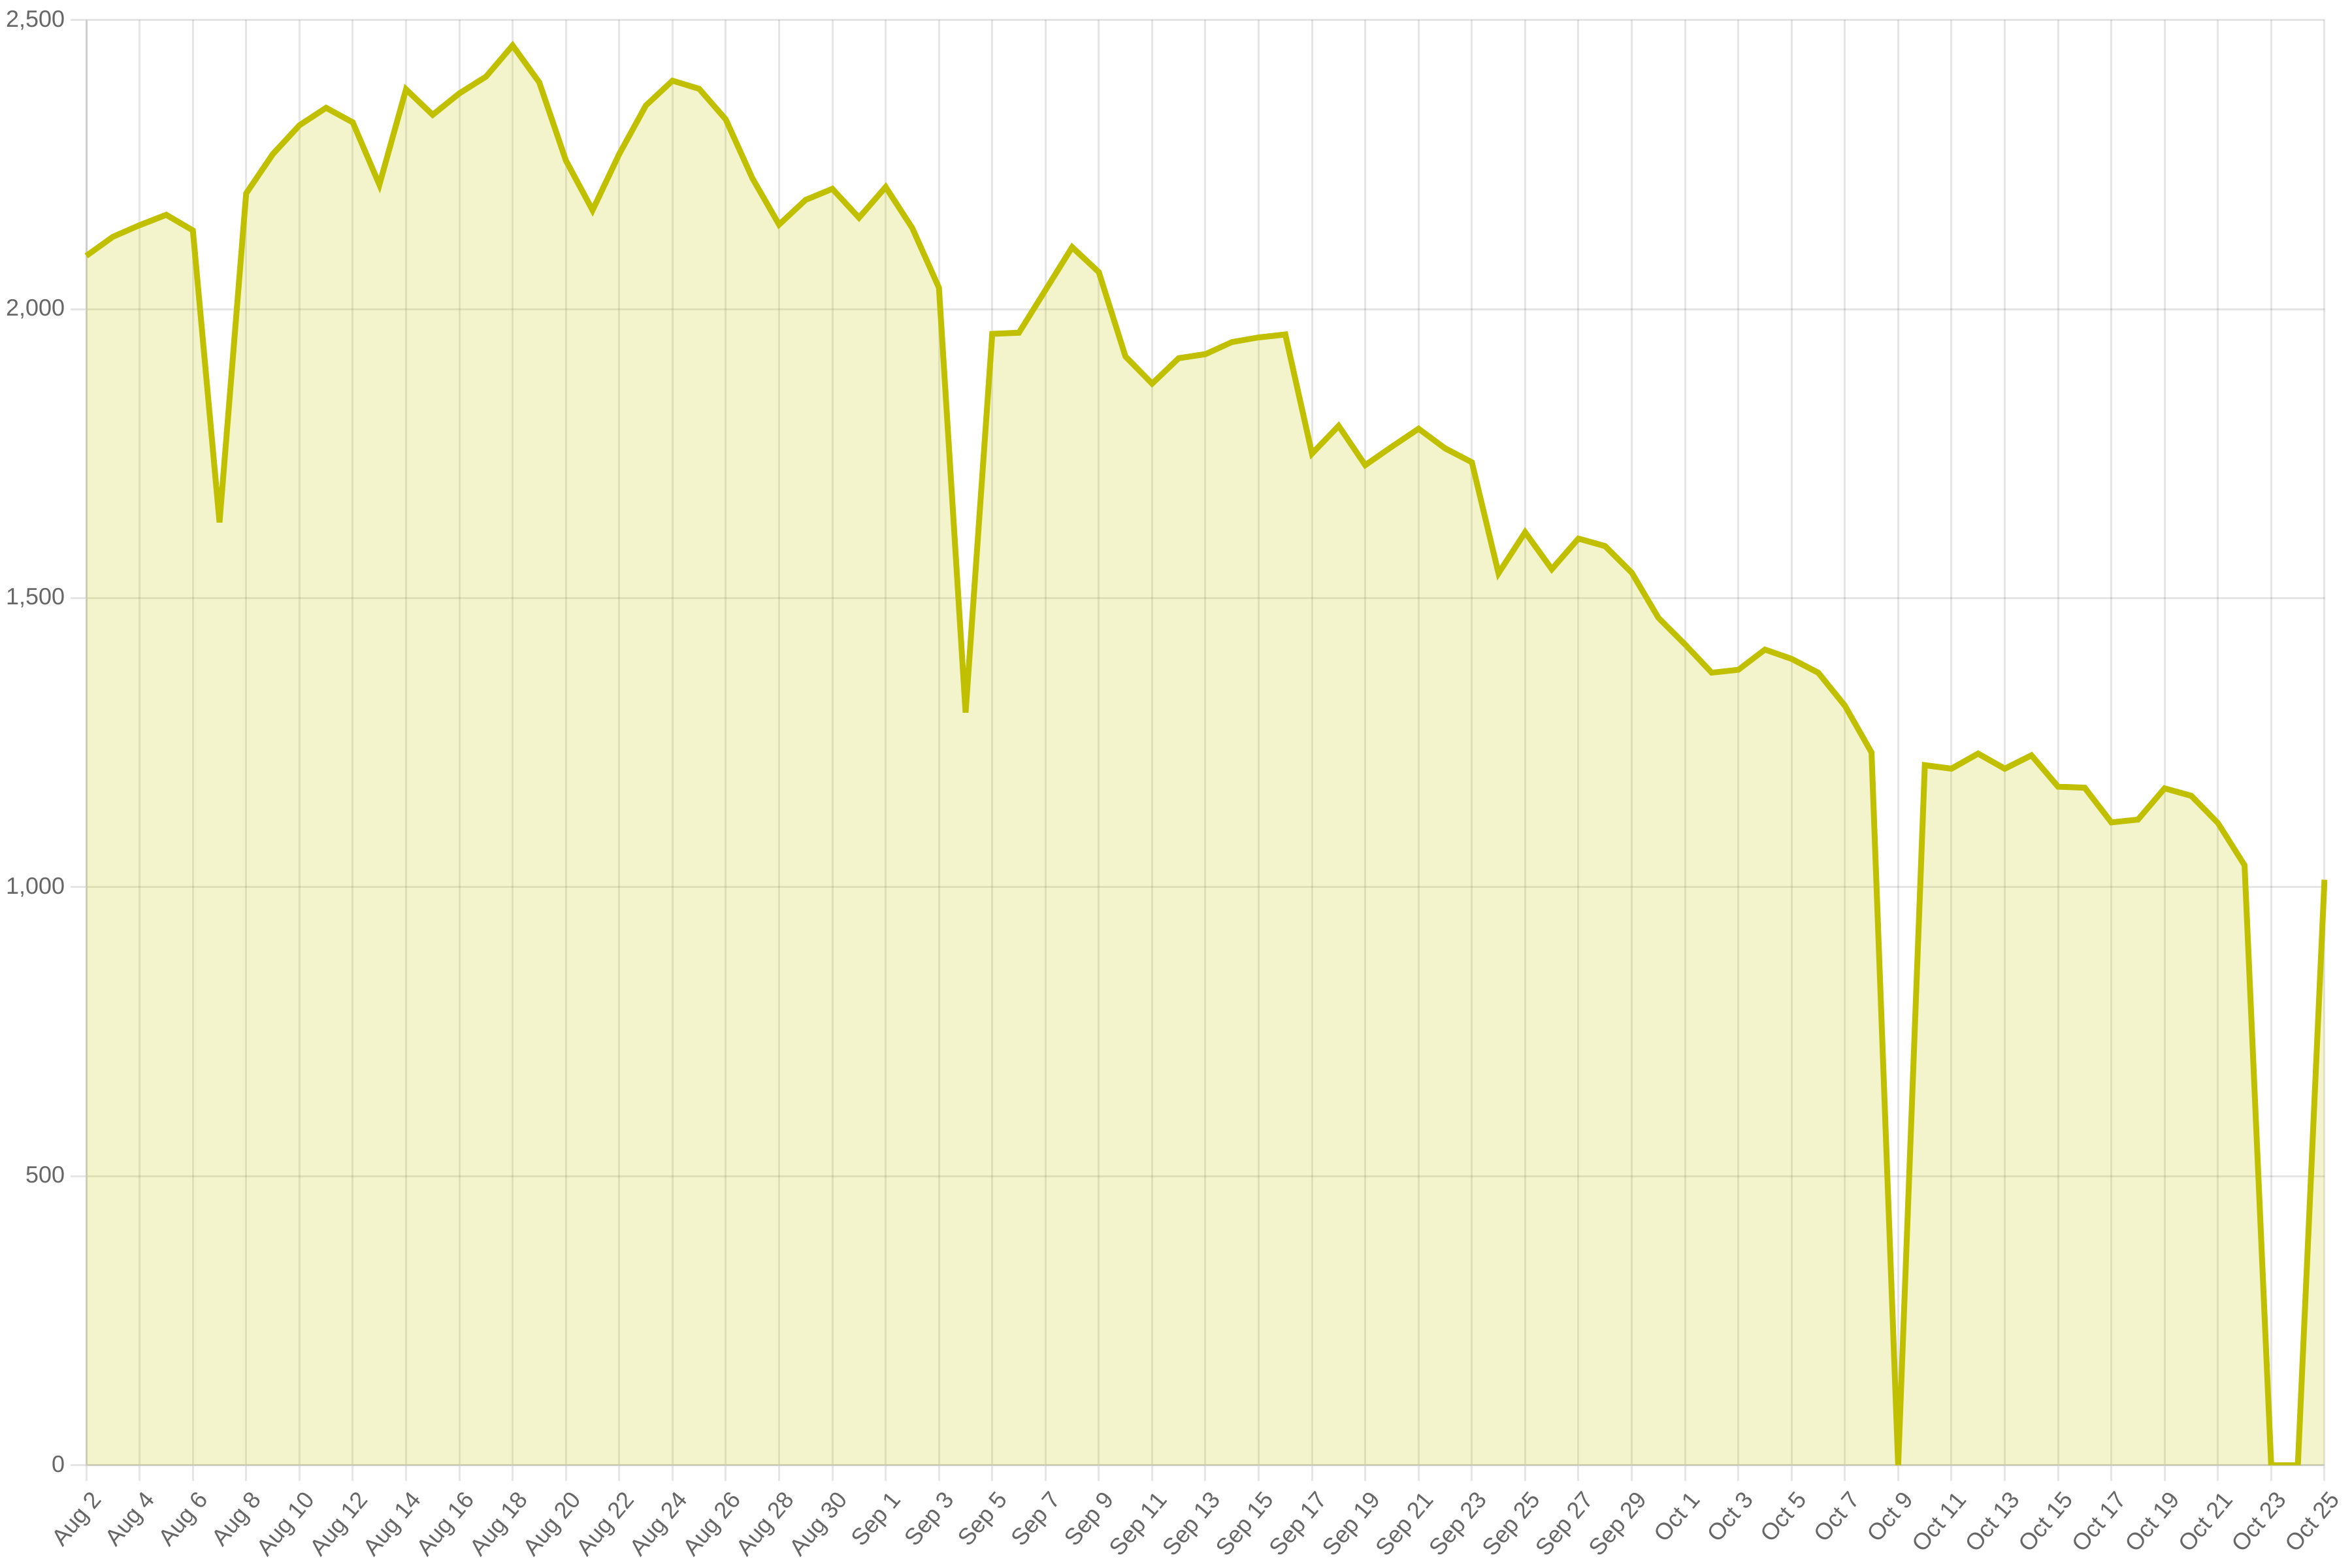 2,500
2,000
1,500
1,000
500
0
Aug 2
Aug 4
Aug 6
Aug 8
Aug 10
Aug 12
Aug 14
Aug 16
Aug 18
Aug 20
Aug 22
Aug 24
Aug 26
Aug 28
Aug 30
Sep 1
Sep 3
Sep 5
Sep 7
Sep 9
Sep 11
Sep 13
Sep 15
Sep 17
Sep 19
Sep 21
Sep 23
Sep 25
Sep 27
Sep 29
Oct 1
Oct 3
Oct 5
Oct 7
Oct 9
Oct 11
Oct 13
Oct 15
Oct 17
Oct 19
Oct 21
Oct 23
Oct 25